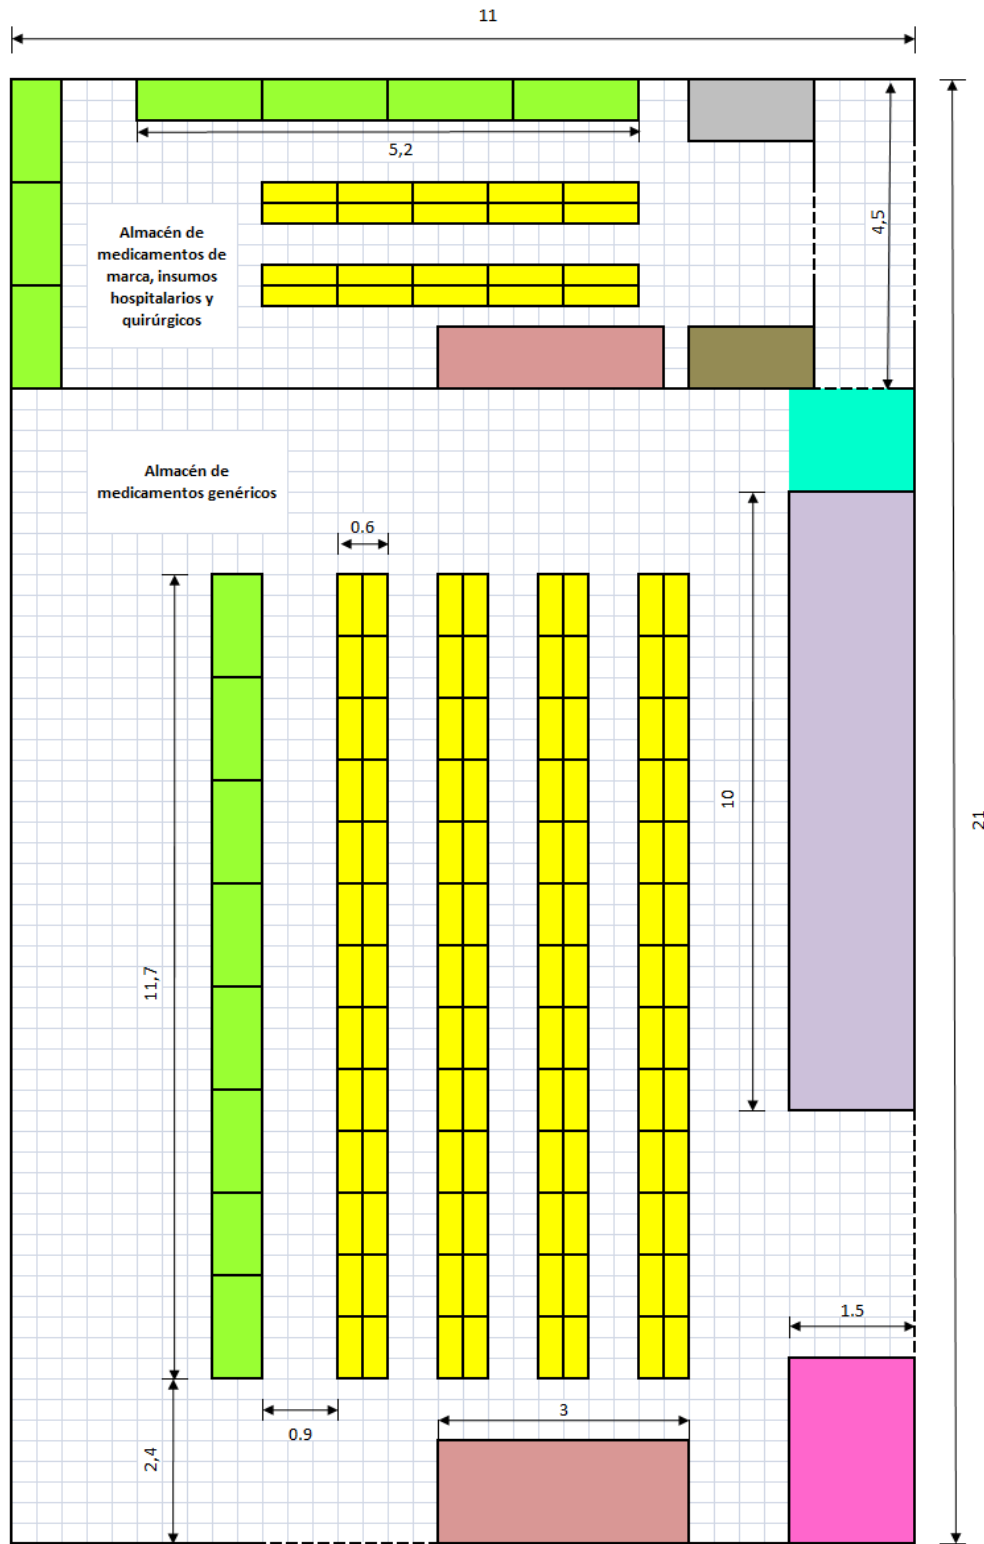 11
5,2
4,5
Almacén de
medicamentos de
marca, insumos
hospitalarios y
quirúrgicos
Almacén de
medicamentos genéricos
0.6
10
21
11,7
1.5
3
0.9
2,4